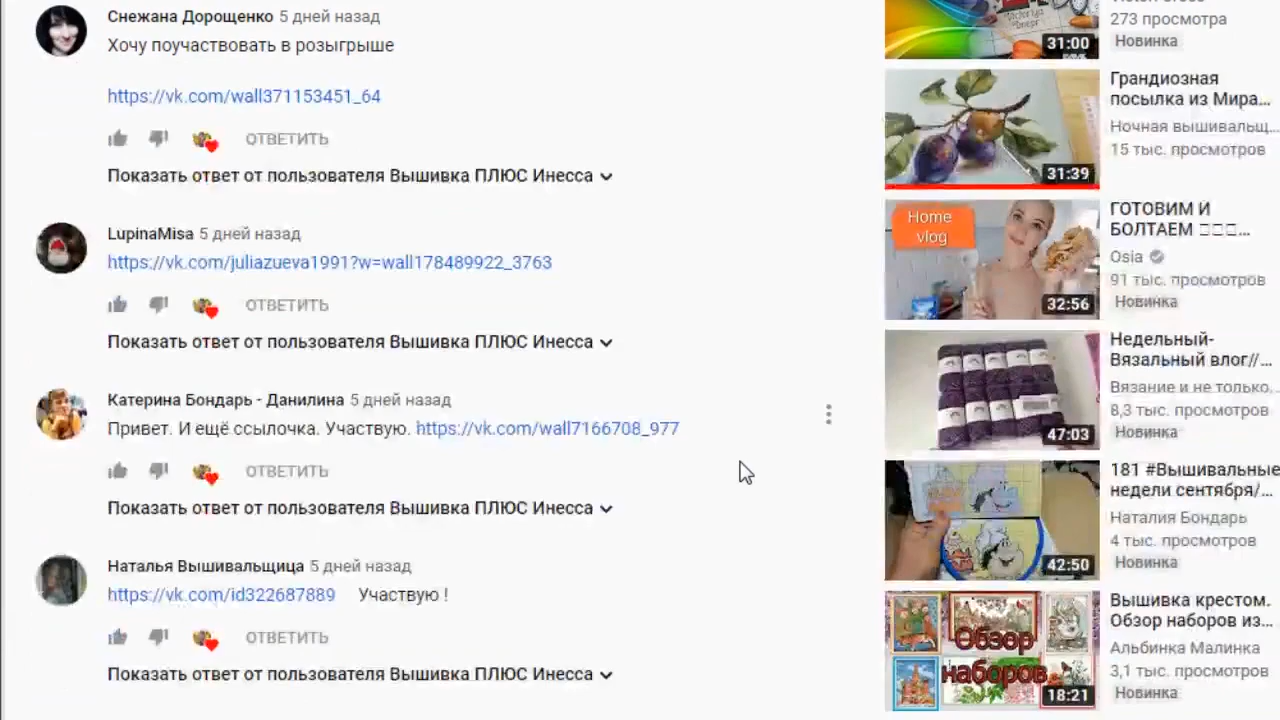 Снежана Дорощенко 5 дней назад
Хочу поучаствовать в розыгрыше
https://vk.com/wall371153451_64
ОТВЕТИТЬ
Показать ответ от пользователя Вышивка ПЛЮС Инесса
LupinaMisa 5 дней назад
https://vk.com/juliazueva1991?w=wall178489922_3763
ОТВЕТИТЬ
Показать ответ от пользователя Вышивка ПЛЮС Инесса
Катерина Бондарь - Данилина 5 дней назад
Привет. И ещё ссылочка. Участвую. https://vk.com/wall7166708_977
ОТВЕТИТЬ
Показать ответ от пользователя Вышивка ПЛЮС Инесса
Наталья Вышивальщица 5 дней назад
https://vk.com/id322687889 Участвую !
ОТВЕТИТЬ
Показать ответ от пользователя Вышивка ПЛЮС Инесса
31:00
273 просмотра
Новинка
31:39
Грандиозная
посылка из Мира...
Ночная вышивальщ...
15 тыс. просмотров
Home
vlog
32:56
ГОТОВИМ И
БОЛТАЕМ □□□...
Osia
91 тыс. просмотров
Новинка
47:03
Недельный-
Вязальный влог//...
Вязание и не только...
8,3 тыс. просмотров
Новинка
42:50
181 #Вышивальные
недели сентября/...
Наталия Бондарь
4 тыс. просмотров
Новинка
Обзор
наборов
18:21
Вышивка крестом.
Обзор наборов из...
Альбинка Малинка
3,1 тыс. просмотров
Новинка